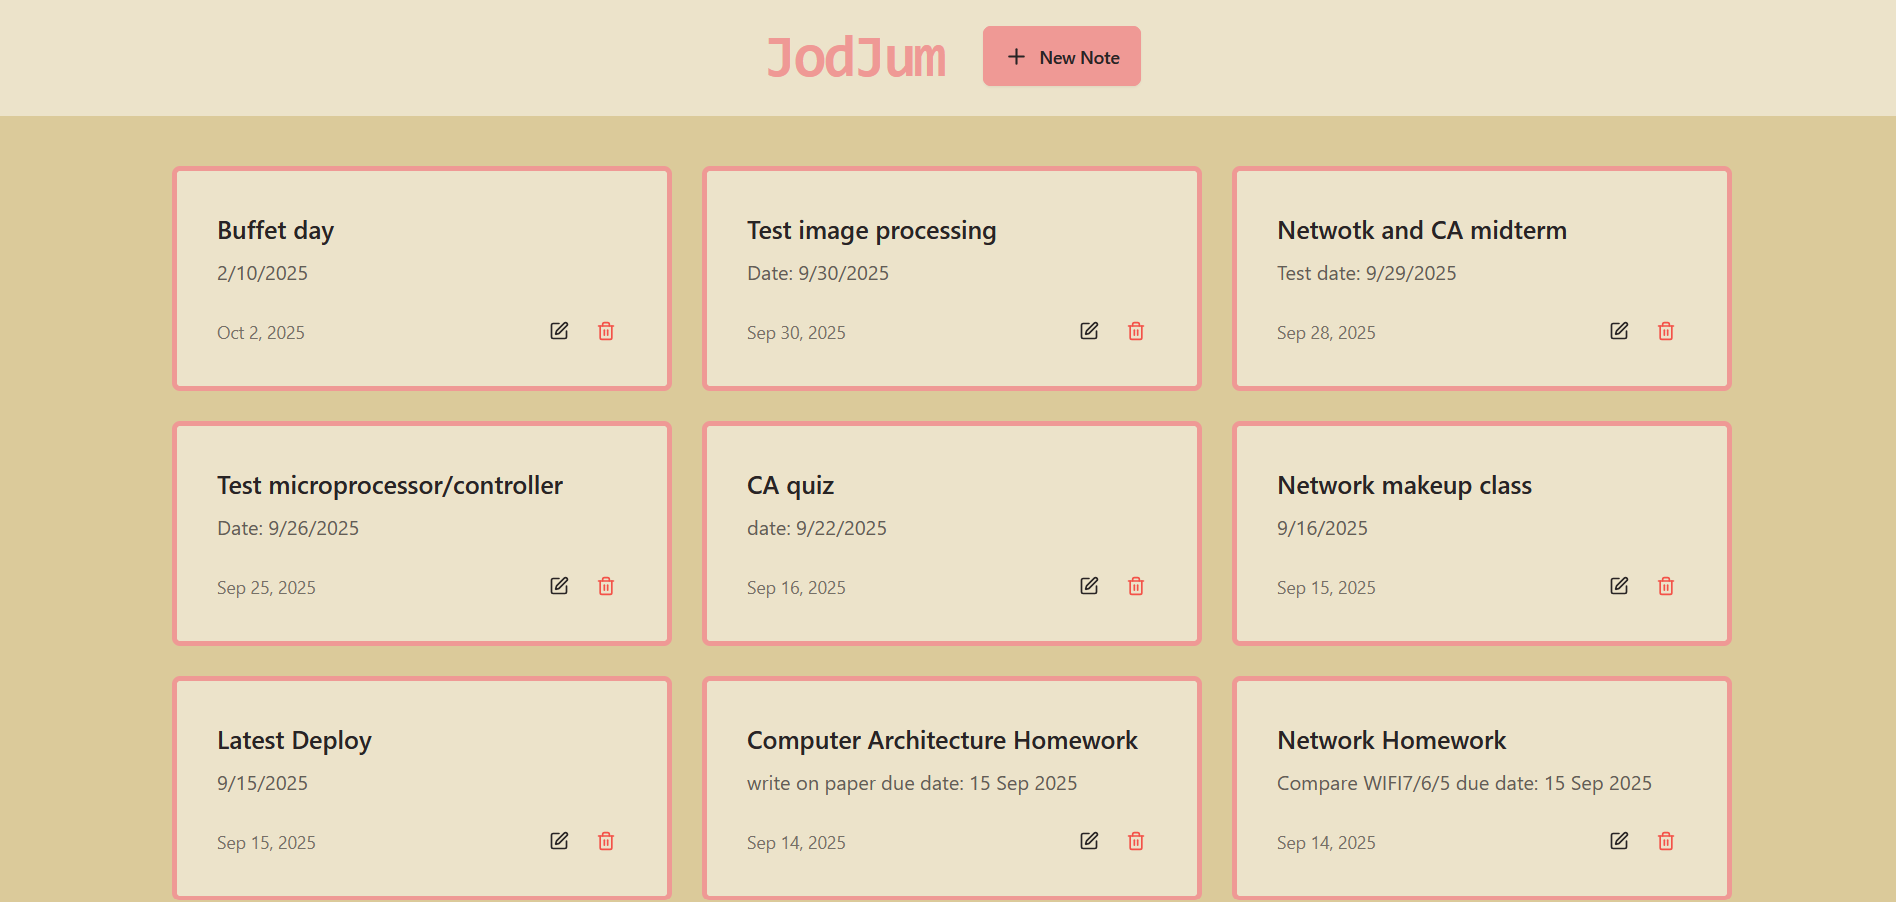 JodJum
New Note
Buffet day
2/10/2025
Oct 2, 2025
Test image processing
Date: 9/30/2025
Sep 30, 2025
Netwotk and CA midterm
Test date: 9/29/2025
Sep 28, 2025
Test microprocessor/controller
Date: 9/26/2025
Sep 25, 2025
CA quiz
date: 9/22/2025
Sep 16, 2025
Network makeup class
9/16/2025
Sep 15, 2025
Latest Deploy
9/15/2025
Sep 15, 2025
Computer Architecture Homework
write on paper due date: 15 Sep 2025
Sep 14, 2025
Network Homework
Compare WIFI7/6/5 due date: 15 Sep 2025
Sep 14, 2025